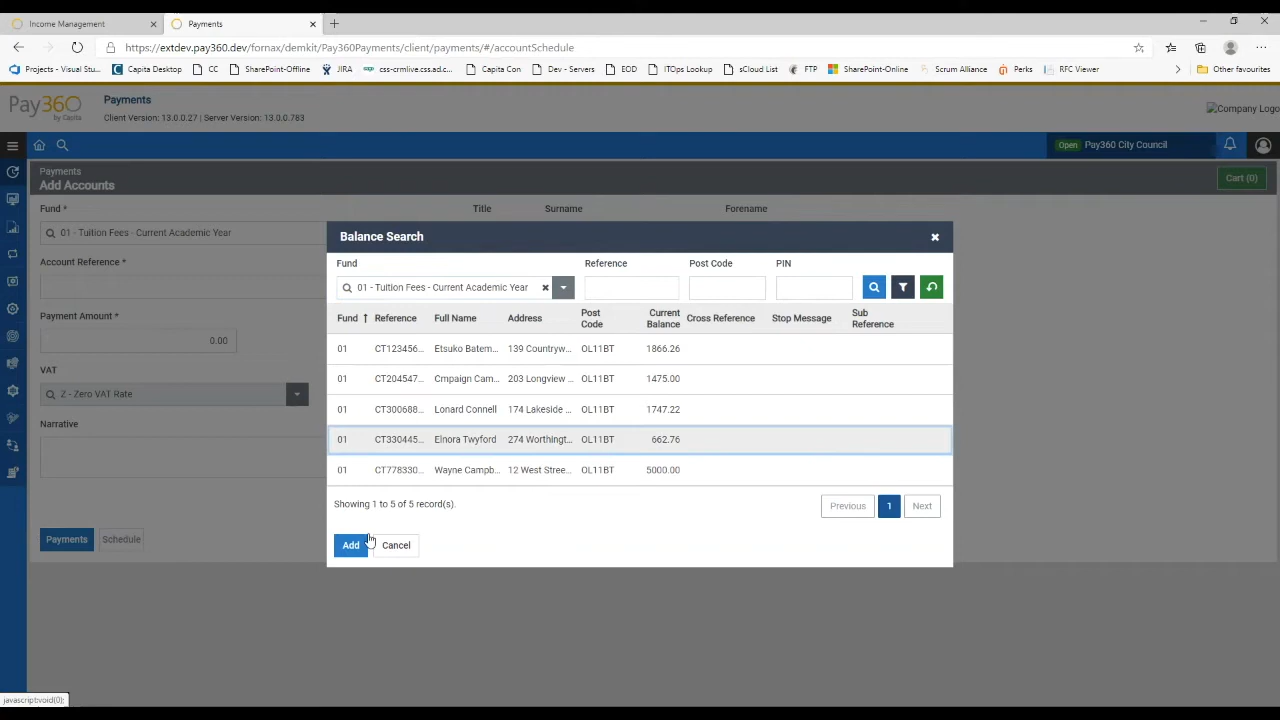 Income Management
Payments
https://extdev.pay360.dev/fornax/demkit/Pay360Payments/client/payments/#/accountSchedule
Projects - Visual Stu...
Capita Desktop
CC
SharePoint-Offline
JIRA
css-crmlive.css.ad.c...
Capita Con
Dev - Servers
EOD
ITOps Lookup
sCloud List
FTP
SharePoint-Online
Scrum Alliance
Perks
RFC Viewer
Other favourites
Pay360
by Capita
Payments
Client Version: 13.0.0.27 | Server Version: 13.0.0.783
Company Logo
Open Pay360 City Council
Payments
Add Accounts
Cart (0)
Fund *
Title
Surname
Forename
01 - Tuition Fees - Current Academic Year
Account Reference *
Payment Amount *
0.00
VAT
Z - Zero VAT Rate
Narrative
Payments
Schedule
Balance Search
Fund
Reference
Post Code
PIN
01 - Tuition Fees - Current Academic Year
Fund Reference Full Name Address Post Code Current Balance Cross Reference Stop Message Sub Reference
01 CT123456... Etsuko Batem... 139 Countryw... OL11BT 1866.26
01 CT204547... Cmpaign Cam... 203 Longview ... OL11BT 1475.00
01 CT300688... Lonard Connell 174 Lakeside ... OL11BT 1747.22
01 CT330445... Elnora Twyford 274 Worthingt... OL11BT 662.76
01 CT778330... Wayne Campb... 12 West Stree... OL11BT 5000.00
Showing 1 to 5 of 5 record(s).
Previous 1 Next
Add
Cancel
javascript:void(0);